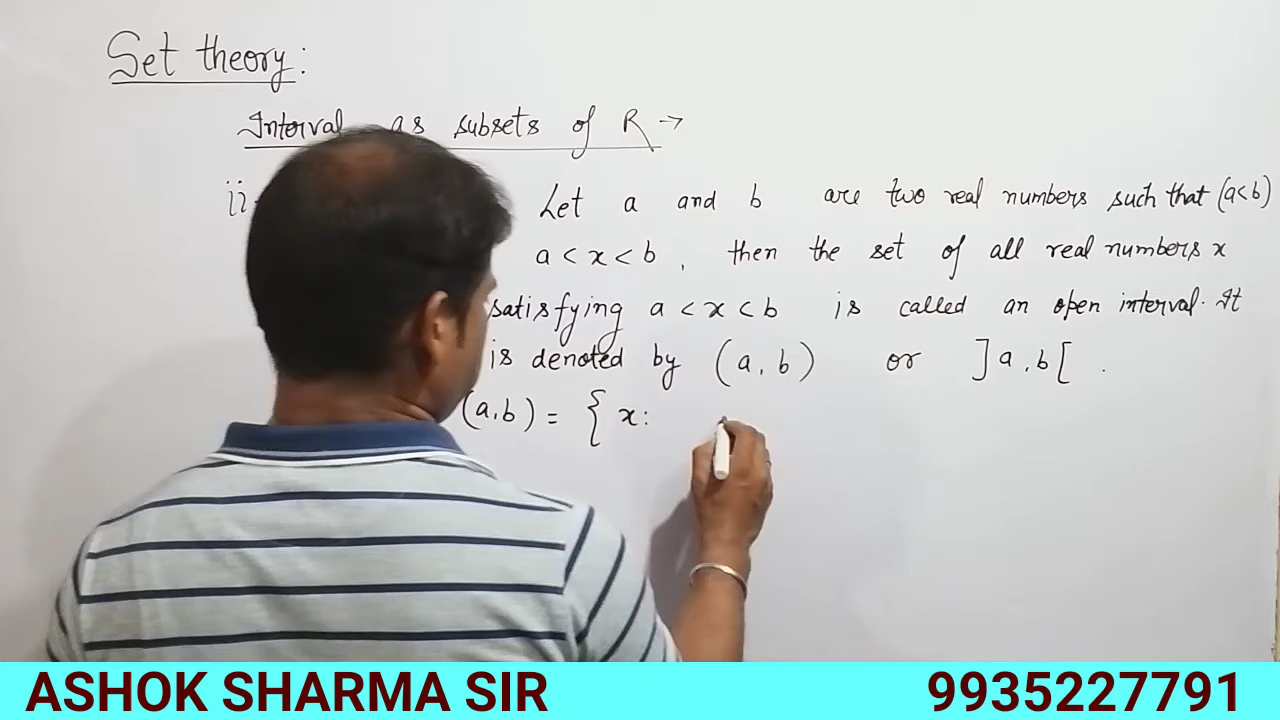 Set theory:
Interval as subsets of R →
ii. Let a and b are two real numbers such that (a<b)
a < x < b , then the set of all real numbers x
satisfying a < x < b is called an open interval. It
is denoted by (a, b) or ]a, b[ .
(a,b) = { x:
ASHOK SHARMA SIR 9935227791